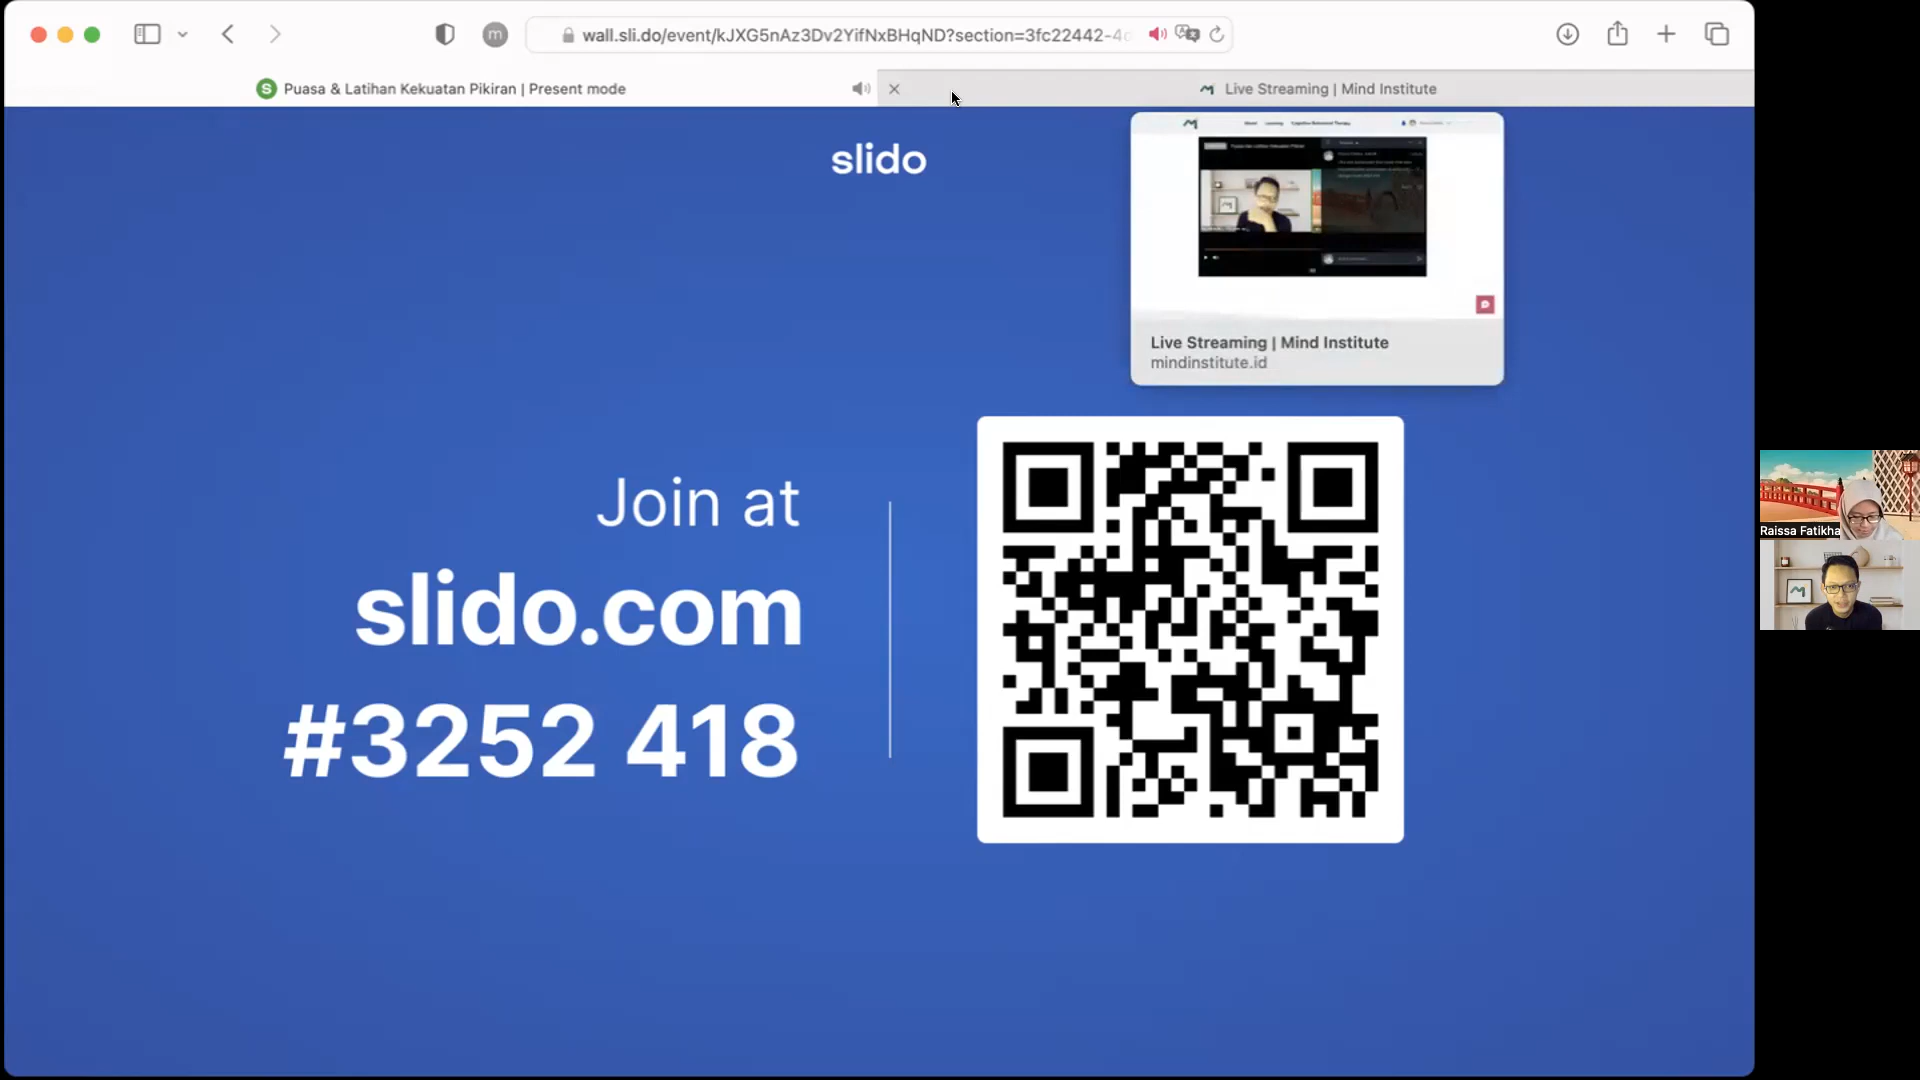 m
wall.sli.do/event/kJXG5nAz3Dv2YifNxBHqND?section=3fc22442-4
S Puasa & Latihan Kekuatan Pikiran | Present mode
Live Streaming | Mind Institute
slido
Live Streaming | Mind Institute
mindinstitute.id
Join at
slido.com
#3252 418
Raissa Fatikha